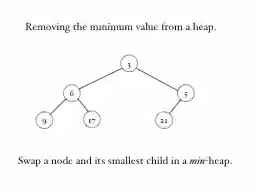 Removing the minimum value from a heap.
3
6 5
9 17 21
Swap a node and its smallest child in a min-heap.